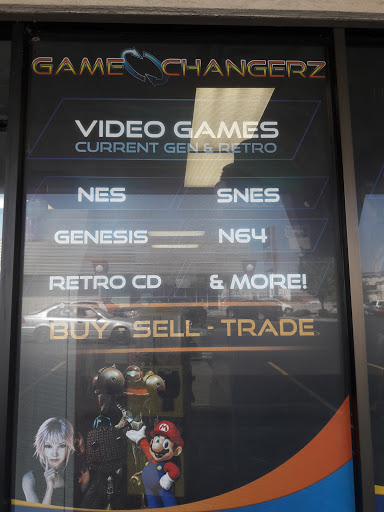 GAME CHANGERZ
VIDEO GAMES
CURRENT GEN & RETRO
NES SNES
GENESIS N64
RETRO CD & MORE!
BUY - SELL - TRADE